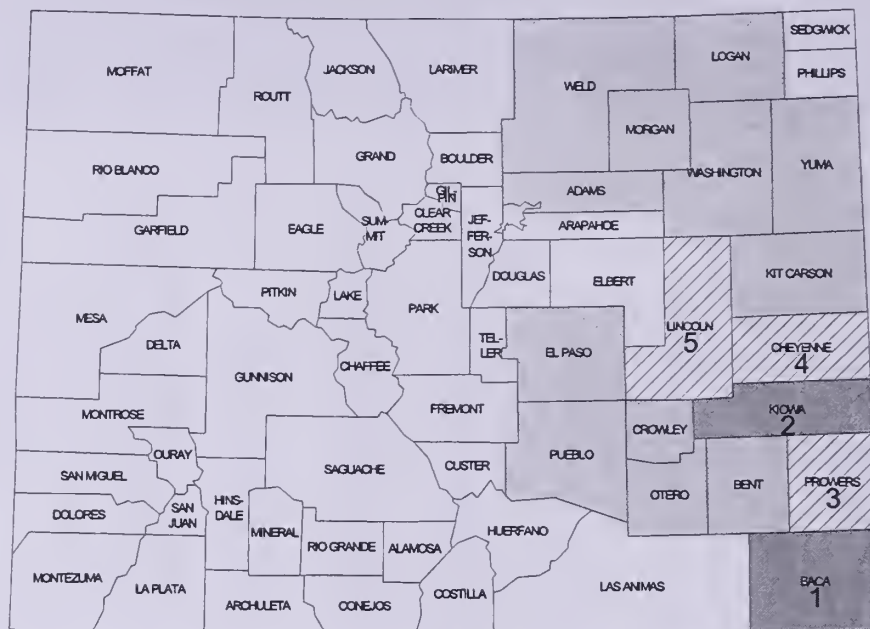 SEDGWICK
LOGAN
PHILLIPS
MOFFAT
JACKSON
LARIMER
WELD
ROUTT
MORGAN
GRAND
BOULDER
RIO BLANCO
WASHINGTON
YUMA
GIL-
PIN
ADAMS
CLEAR
CREEK
SUM-
MIT
JEF-
FER-
SON
ARAPAHOE
GARFIELD
EAGLE
DOUGLAS
ELBERT
KIT CARSON
PITKIN
LAKE
PARK
MESA
LINCOLN
5
TEL-
LER
CHEYENNE
4
DELTA
EL PASO
CHAFFEE
GUNNISON
KIOWA
2
FREMONT
MONTROSE
CROWLEY
OURAY
PUEBLO
SAGUACHE
CUSTER
SAN MIGUEL
PROWERS
3
BENT
OTERO
HINS-
DALE
SAN
JUAN
DOLORES
MINERAL
HUERFANO
RIO GRANDE
ALAMOSA
MONTEZUMA
LA PLATA
LAS ANIMAS
BACA
1
COSTILLA
ARCHULETA
CONEJOS